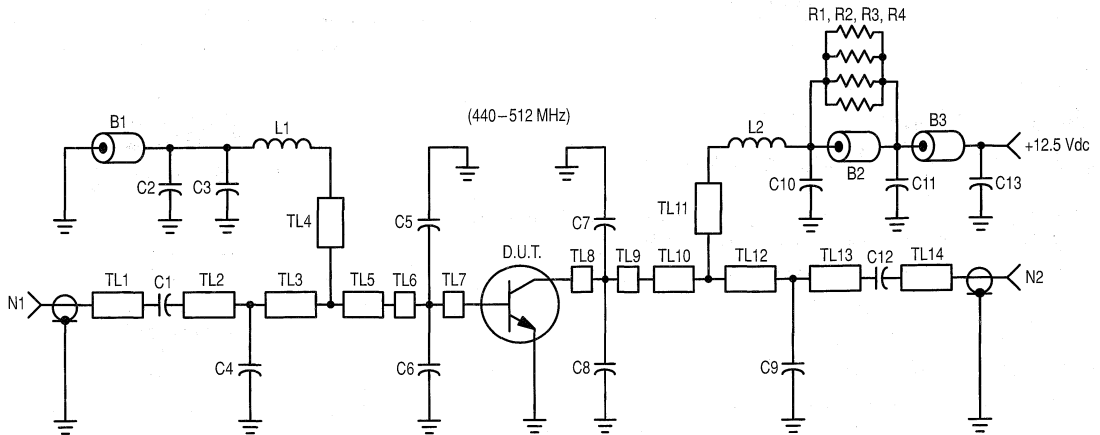 R1, R2, R3, R4
(440–512 MHz)
B1
L1
L2
B3
+12.5 Vdc
B2
C2
C3
C10
C11
C13
TL4
C5
C7
TL11
D.U.T.
TL8
TL9
TL10
TL12
TL13
C12
TL14
N2
N1
TL1
C1
TL2
TL3
TL5
TL6
TL7
C4
C6
C8
C9